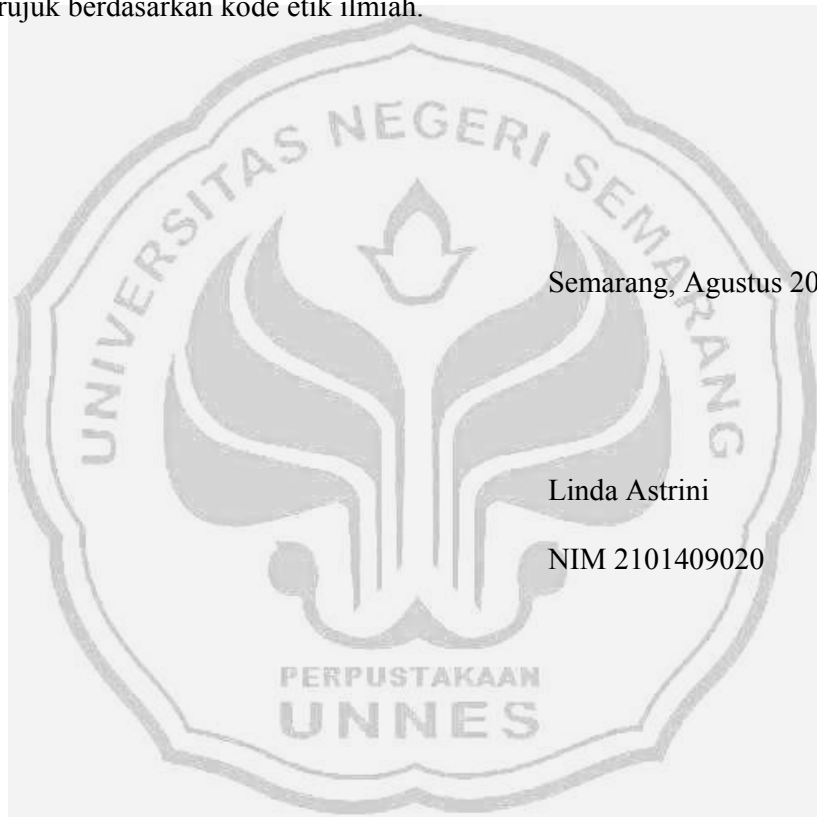 rujuk berdasarkan kode etik ilmiah.
UNIVERSITAS NEGERI SEMARANG
Semarang, Agustus 20
Linda Astrini
NIM 2101409020
PERPUSTAKAAN
UNNES